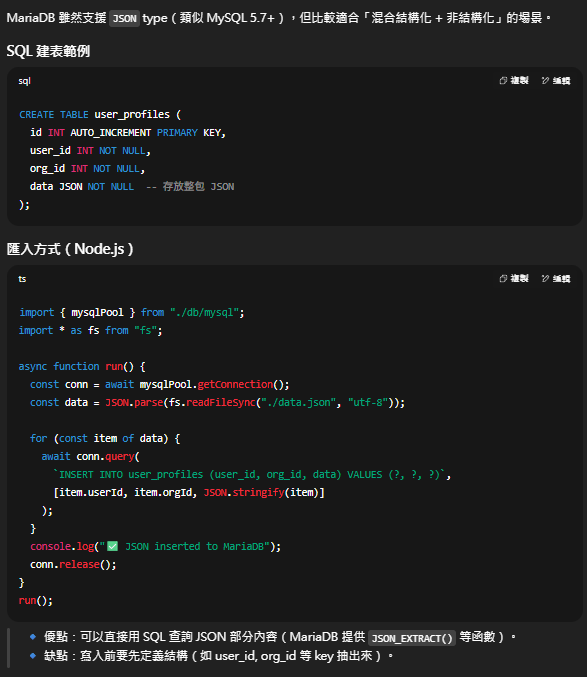 MariaDB 雖然支援 JSON type（類似 MySQL 5.7+），但比較適合「混合結構化 + 非結構化」的場景。
SQL 建表範例
sql
複製
編輯
CREATE TABLE user_profiles (
  id INT AUTO_INCREMENT PRIMARY KEY,
  user_id INT NOT NULL,
  org_id INT NOT NULL,
  data JSON NOT NULL  -- 存放整包 JSON
);
匯入方式（Node.js）
ts
複製
編輯
import { mysqlPool } from "./db/mysql";
import * as fs from "fs";
async function run() {
  const conn = await mysqlPool.getConnection();
  const data = JSON.parse(fs.readFileSync("./data.json", "utf-8"));
  for (const item of data) {
    await conn.query(
      `INSERT INTO user_profiles (user_id, org_id, data) VALUES (?, ?, ?)`,
      [item.userId, item.orgId, JSON.stringify(item)]
    );
  }
  console.log("✅ JSON inserted to MariaDB");
  conn.release();
}
run();
🔹 優點：可以直接用 SQL 查詢 JSON 部分內容（MariaDB 提供 JSON_EXTRACT() 等函數）。
🔹 缺點：寫入前要先定義結構（如 user_id, org_id 等 key 抽出來）。